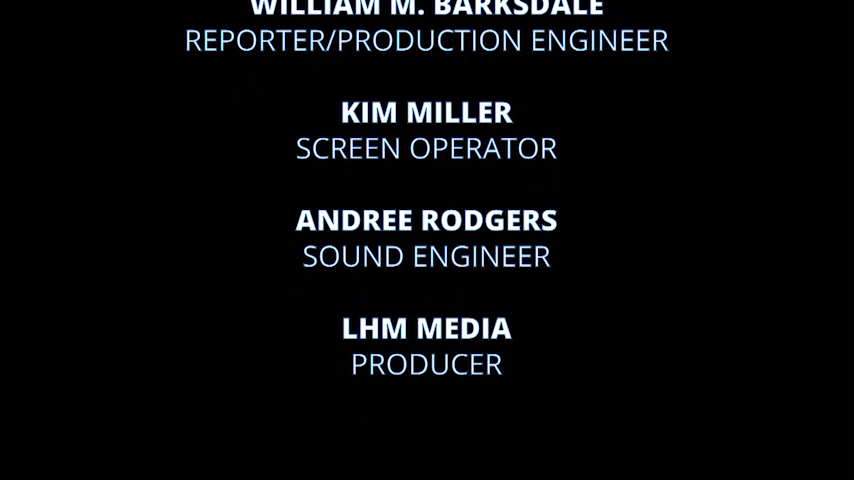 WILLIAM M. BARKSDALE
REPORTER/PRODUCTION ENGINEER
KIM MILLER
SCREEN OPERATOR
ANDREE RODGERS
SOUND ENGINEER
LHM MEDIA
PRODUCER